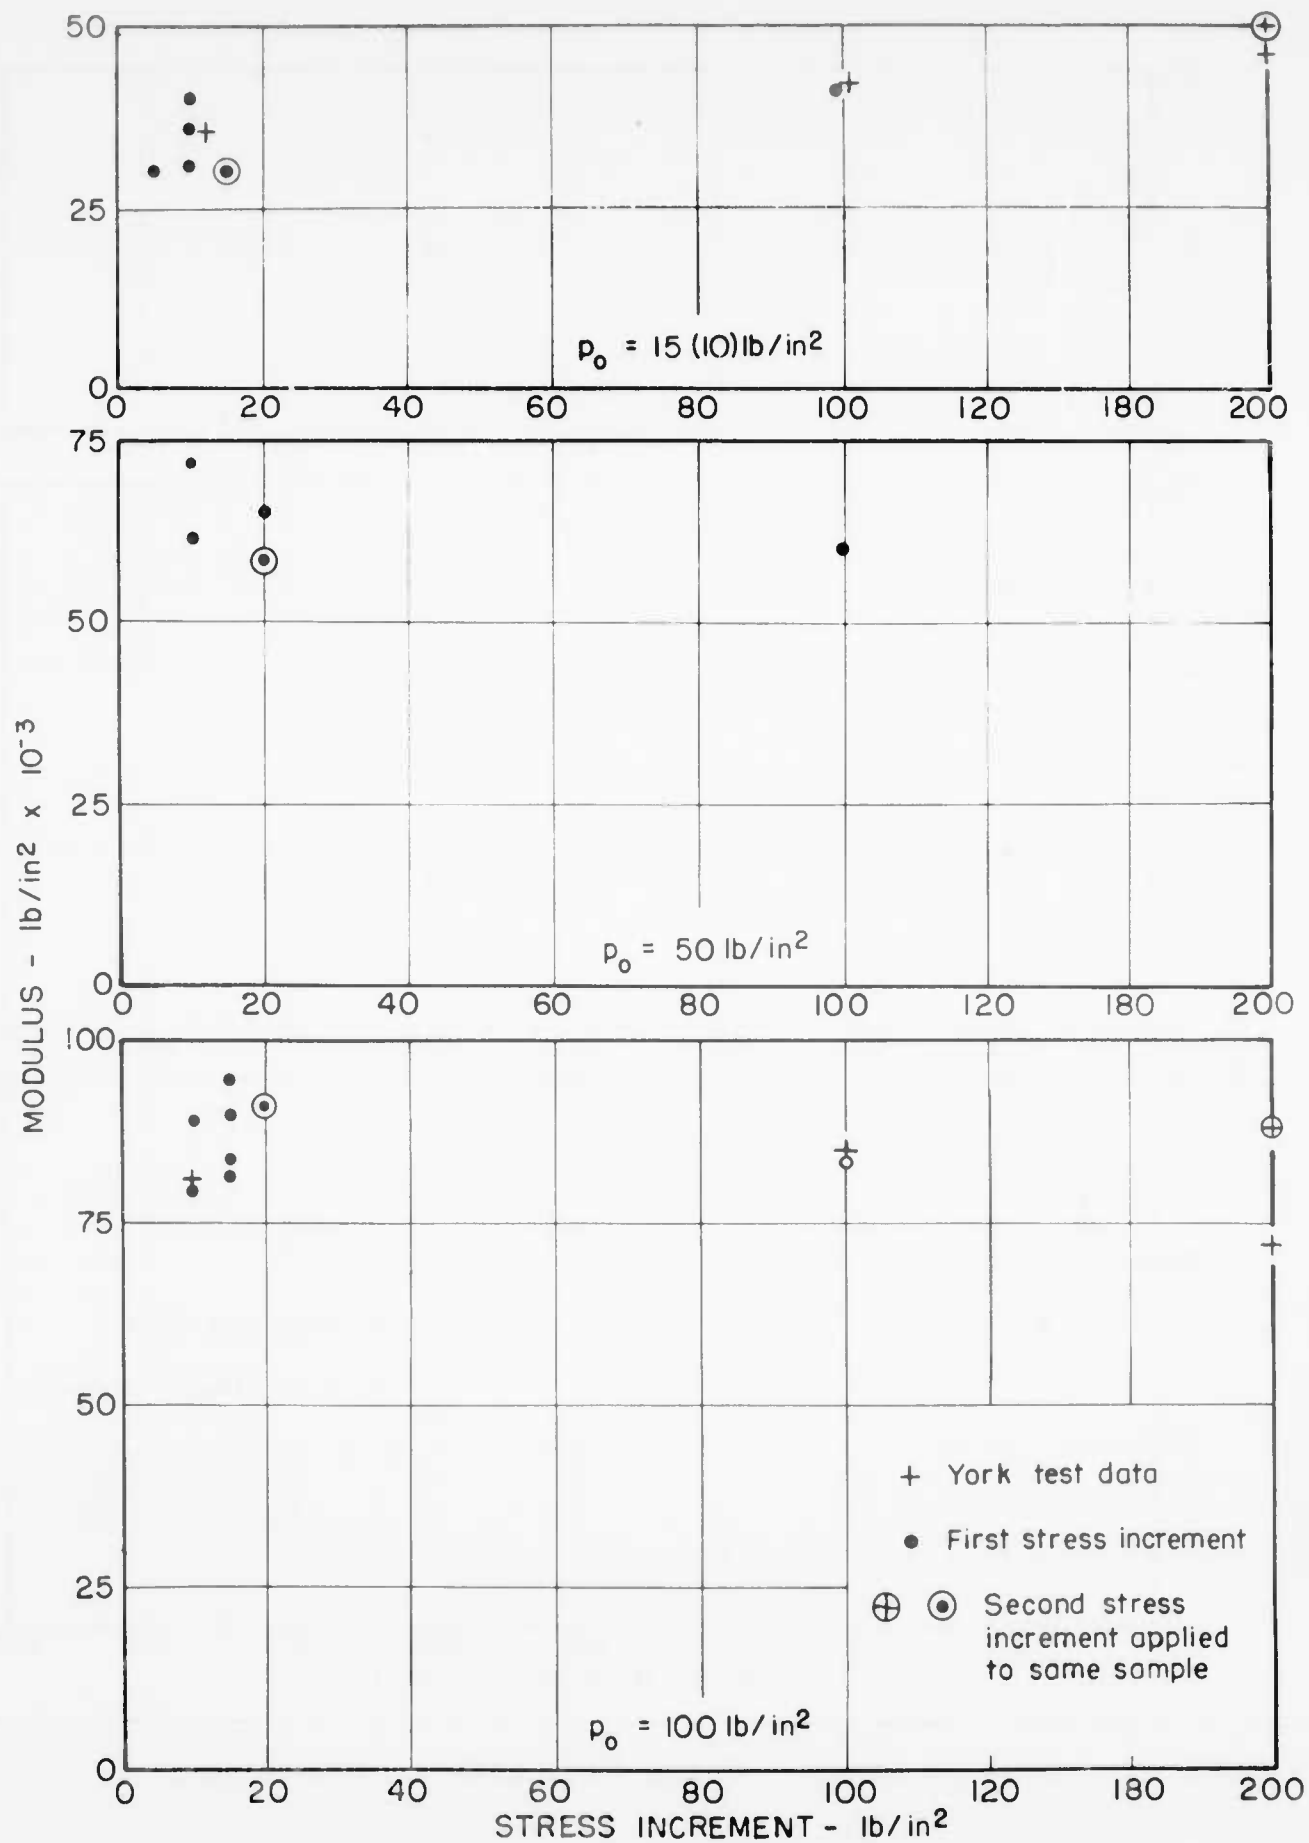 50
25
0
p₀ = 15 (10) lb/in²
0 20 40 60 80 100 120 180 200
75
50
25
0
p₀ = 50 lb/in²
0 20 40 60 80 100 120 180 200
MODULUS - lb/in² x 10⁻³
100
75
50
25
0
+ York test data
● First stress increment
⊕ ⊙ Second stress
increment applied
to same sample
p₀ = 100 lb/in²
0 20 40 60 80 100 120 180 200
STRESS INCREMENT - lb/in²